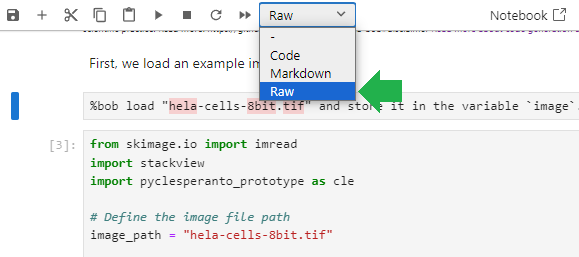 Raw
Notebook
-
Code
Markdown
Raw
First, we load an example im
%bob load "hela-cells-8bit.tif" and store it in the variable `image`.
[3]:
from skimage.io import imread
import stackview
import pyclesperanto_prototype as cle
# Define the image file path
image_path = "hela-cells-8bit.tif"